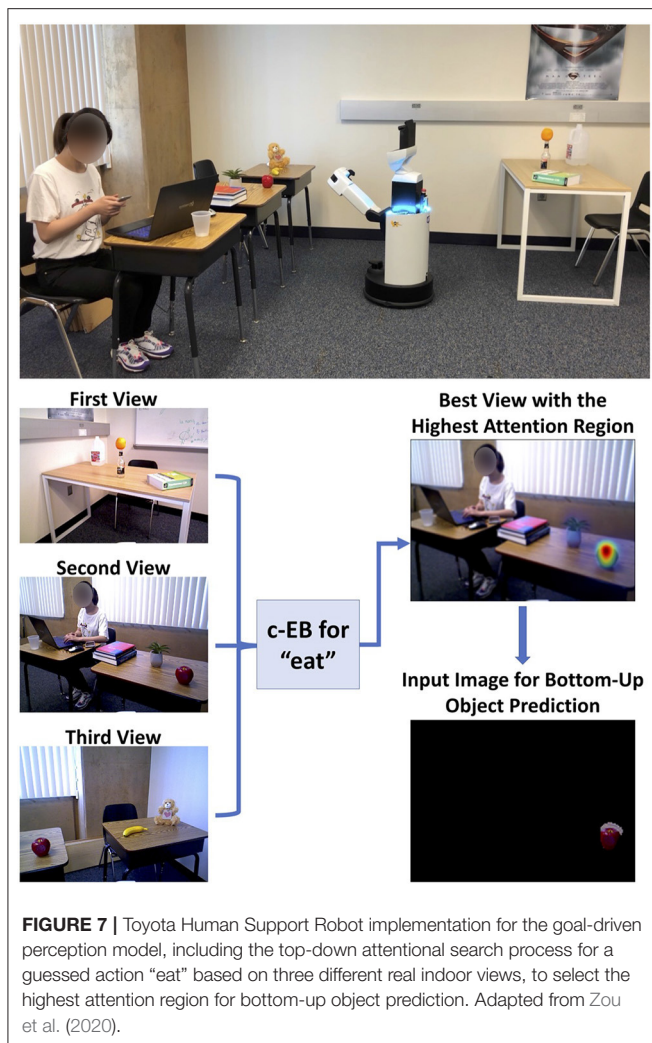 First View
Best View with the
Highest Attention Region
Second View
c-EB for
"eat"
Input Image for Bottom-Up
Object Prediction
Third View
FIGURE 7 | Toyota Human Support Robot implementation for the goal-driven
perception model, including the top-down attentional search process for a
guessed action “eat” based on three different real indoor views, to select the
highest attention region for bottom-up object prediction. Adapted from Zou
et al. (2020).